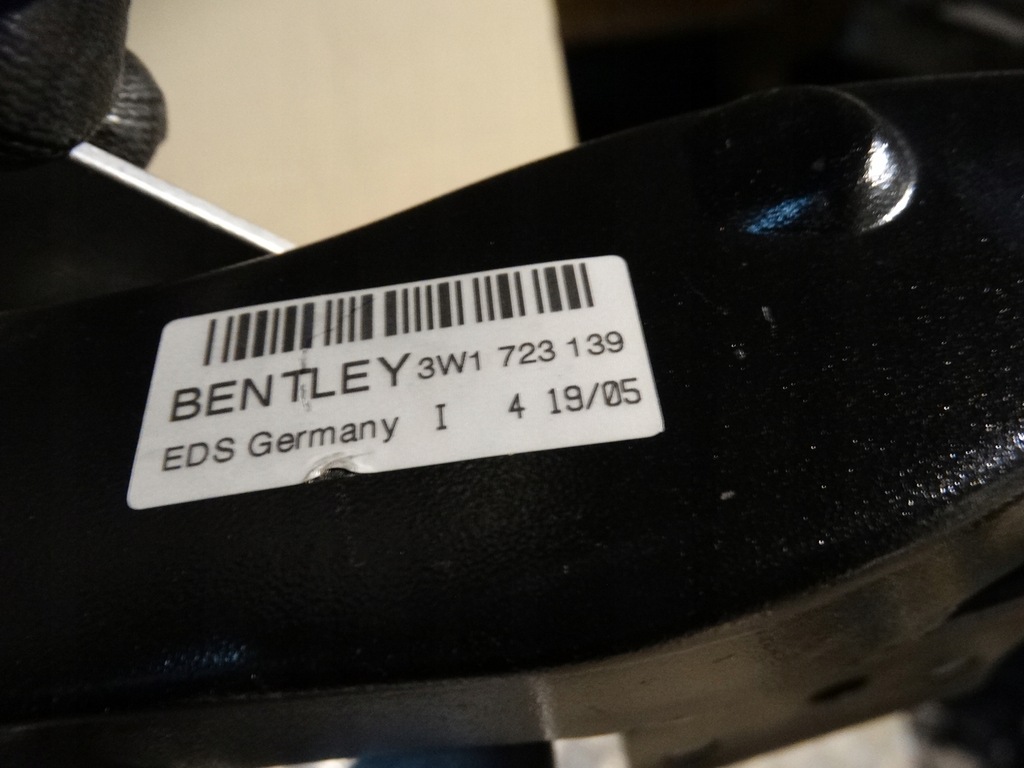 BENTLEY 3W1 723 139
EDS Germany I 4 19/05